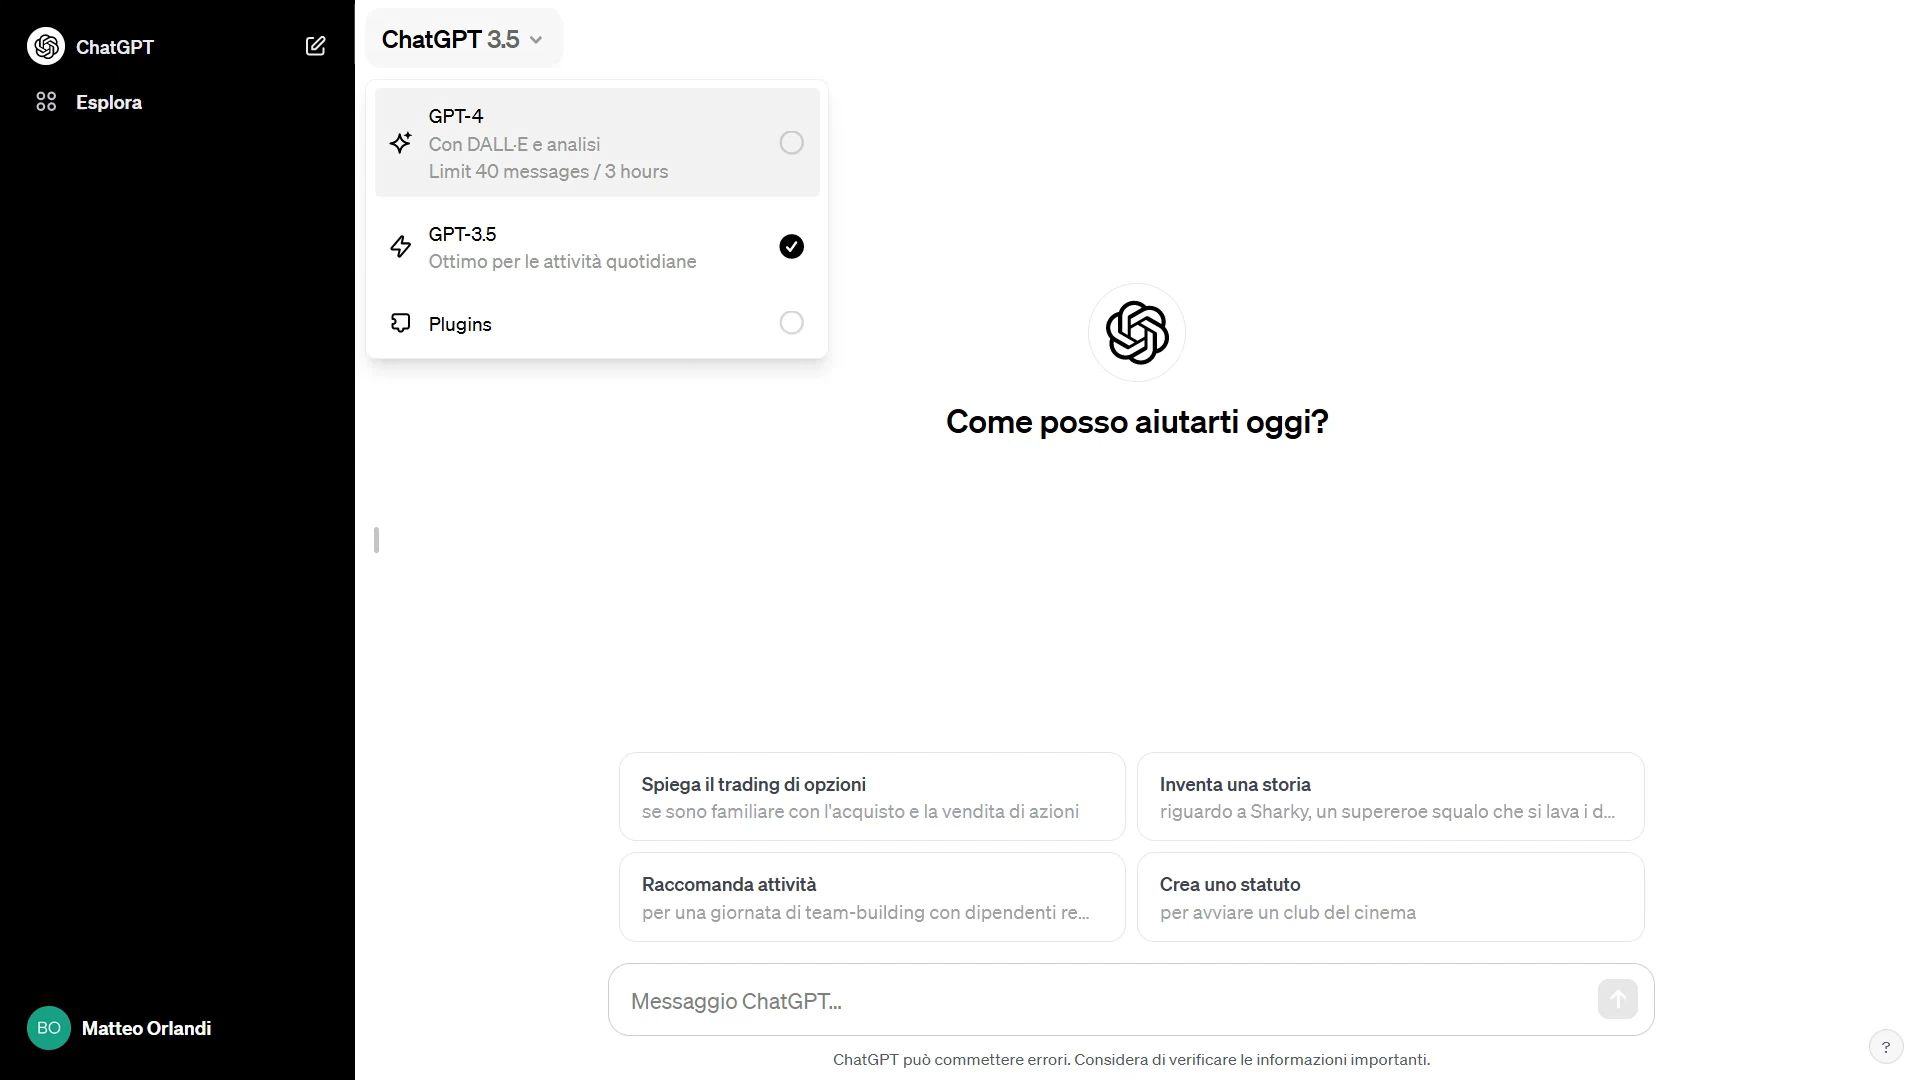 ChatGPT
Esplora
ChatGPT 3.5
GPT-4
Con DALL·E e analisi
Limit 40 messages / 3 hours
GPT-3.5
Ottimo per le attività quotidiane
Plugins
Come posso aiutarti oggi?
Spiega il trading di opzioni
se sono familiare con l'acquisto e la vendita di azioni
Inventa una storia
riguardo a Sharky, un supereroe squalo che si lava i d...
Raccomanda attività
per una giornata di team-building con dipendenti re...
Crea uno statuto
per avviare un club del cinema
Messaggio ChatGPT...
BO
Matteo Orlandi
ChatGPT può commettere errori. Considera di verificare le informazioni importanti.
?